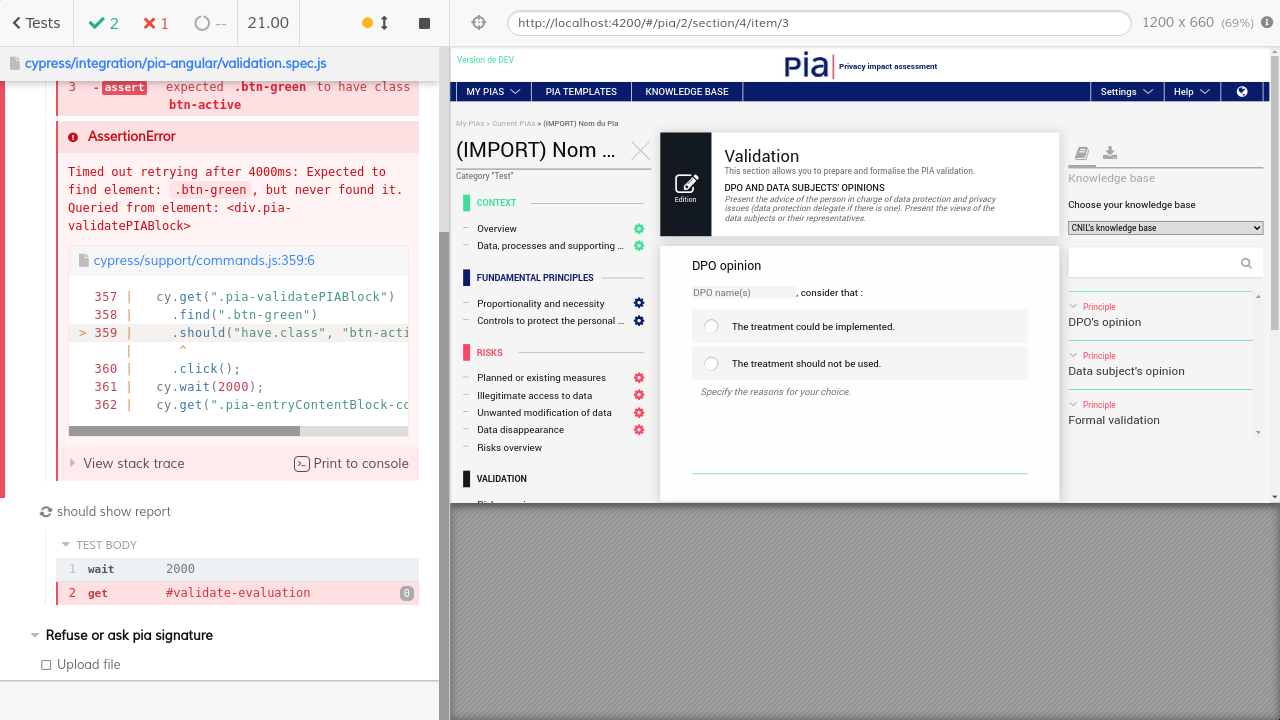 Tests
2
1
--
21.00
http://localhost:4200/#/pia/2/section/4/item/3
1200 x 660 (69%)
cypress/integration/pia-angular/validation.spec.js
3 -assert expected .btn-green to have class
btn-active
AssertionError
Timed out retrying after 4000ms: Expected to
find element: .btn-green, but never found it.
Queried from element: <div.pia-
validatePIABlock>
cypress/support/commands.js:359:6
357 | cy.get(".pia-validatePIABlock")
358 | .find(".btn-green")
> 359 | .should("have.class", "btn-acti
| ^
360 | .click();
361 | cy.wait(2000);
362 | cy.get(".pia-entryContentBlock-co
View stack trace
Print to console
should show report
TEST BODY
1 wait 2000
2 get #validate-evaluation 0
Refuse or ask pia signature
Upload file
Version de DEV
pia Privacy impact assessment
MY PIAS
PIA TEMPLATES
KNOWLEDGE BASE
Settings
Help
My PIAs > Current PIAs > (IMPORT) Nom du Pia
(IMPORT) Nom ...
Category "Test"
CONTEXT
Overview
Data, processes and supporting ...
FUNDAMENTAL PRINCIPLES
Proportionality and necessity
Controls to protect the personal ...
RISKS
Planned or existing measures
Illegitimate access to data
Unwanted modification of data
Data disappearance
Risks overview
VALIDATION
Edition
Validation
This section allows you to prepare and formalise the PIA validation.
DPO AND DATA SUBJECTS' OPINIONS
Present the advice of the person in charge of data protection and privacy
issues (data protection delegate if there is one). Present the views of the
data subjects or their representatives.
DPO opinion
DPO name(s) , consider that :
The treatment could be implemented.
The treatment should not be used.
Specify the reasons for your choice.
Knowledge base
Choose your knowledge base
CNIL's knowledge base
Principle
DPO's opinion
Principle
Data subject's opinion
Principle
Formal validation